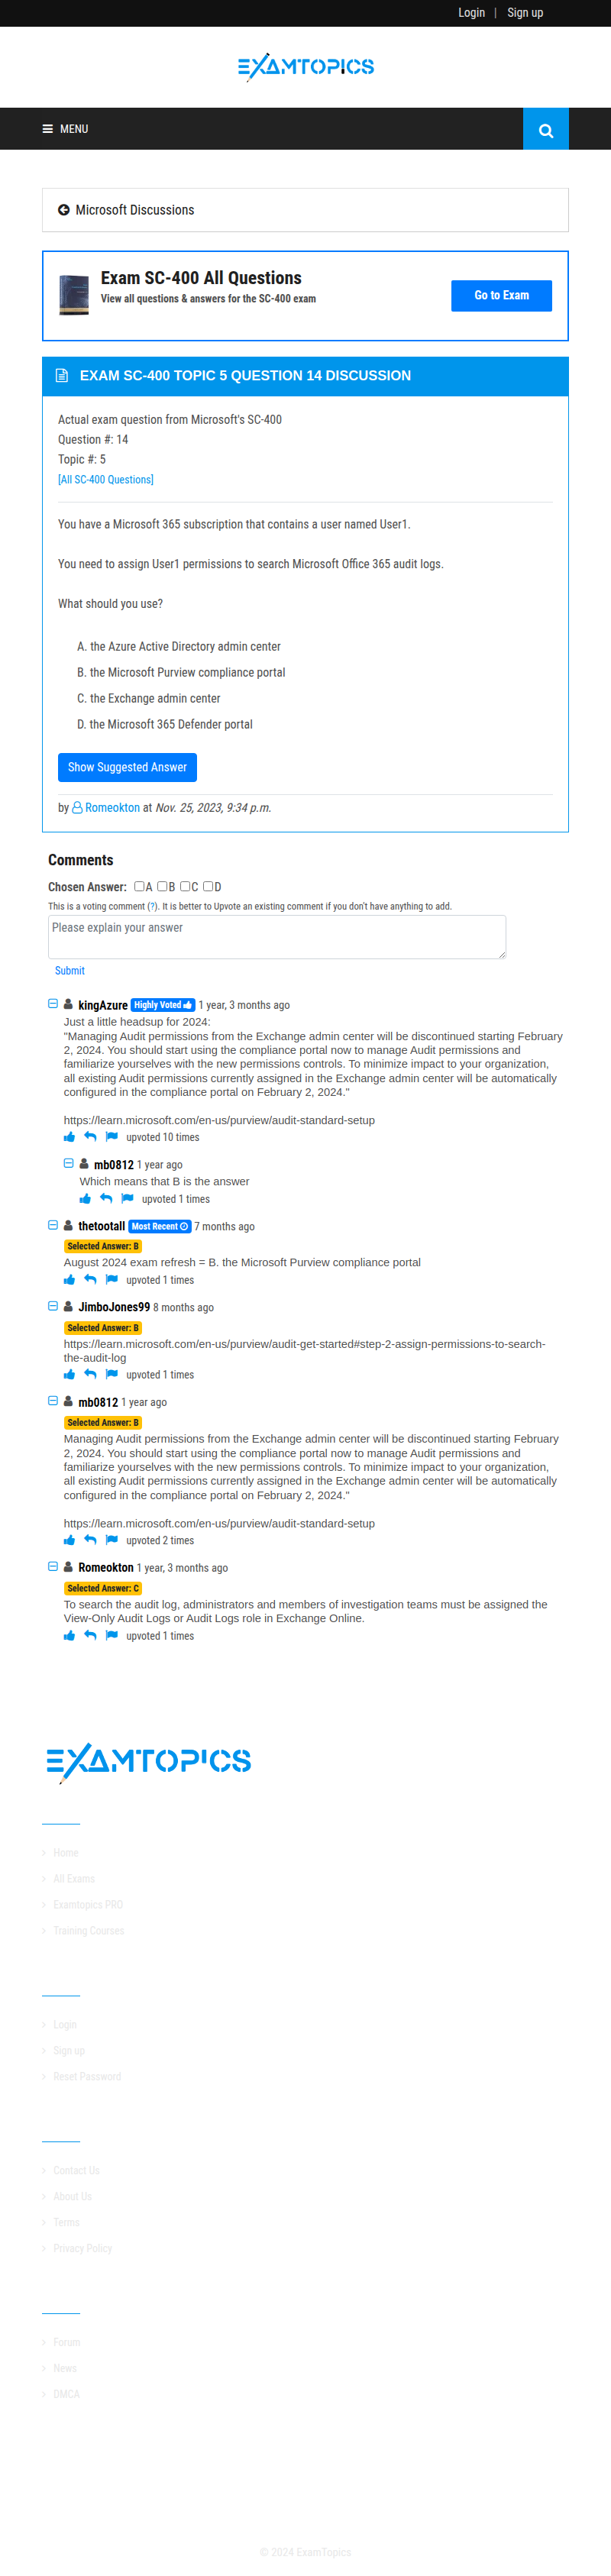 Login | Sign up
EXAMTOPICS
MENU
Microsoft Discussions
Exam SC-400 All Questions
View all questions & answers for the SC-400 exam
Go to Exam
EXAM SC-400 TOPIC 5 QUESTION 14 DISCUSSION
Actual exam question from Microsoft's SC-400
Question #: 14
Topic #: 5
[All SC-400 Questions]
You have a Microsoft 365 subscription that contains a user named User1.
You need to assign User1 permissions to search Microsoft Office 365 audit logs.
What should you use?
A. the Azure Active Directory admin center
B. the Microsoft Purview compliance portal
C. the Exchange admin center
D. the Microsoft 365 Defender portal
Show Suggested Answer
by Romeokton at Nov. 25, 2023, 9:34 p.m.
Comments
Chosen Answer: A B C D
This is a voting comment (?). It is better to Upvote an existing comment if you don't have anything to add.
Please explain your answer
Submit
kingAzure Highly Voted 1 year, 3 months ago
Just a little headsup for 2024:
"Managing Audit permissions from the Exchange admin center will be discontinued starting February
2, 2024. You should start using the compliance portal now to manage Audit permissions and
familiarize yourselves with the new permissions controls. To minimize impact to your organization,
all existing Audit permissions currently assigned in the Exchange admin center will be automatically
configured in the compliance portal on February 2, 2024."
https://learn.microsoft.com/en-us/purview/audit-standard-setup
upvoted 10 times
mb0812 1 year ago
Which means that B is the answer
upvoted 1 times
thetootall Most Recent 7 months ago
Selected Answer: B
August 2024 exam refresh = B. the Microsoft Purview compliance portal
upvoted 1 times
JimboJones99 8 months ago
Selected Answer: B
https://learn.microsoft.com/en-us/purview/audit-get-started#step-2-assign-permissions-to-search-
the-audit-log
upvoted 1 times
mb0812 1 year ago
Selected Answer: B
Managing Audit permissions from the Exchange admin center will be discontinued starting February
2, 2024. You should start using the compliance portal now to manage Audit permissions and
familiarize yourselves with the new permissions controls. To minimize impact to your organization,
all existing Audit permissions currently assigned in the Exchange admin center will be automatically
configured in the compliance portal on February 2, 2024."
https://learn.microsoft.com/en-us/purview/audit-standard-setup
upvoted 2 times
Romeokton 1 year, 3 months ago
Selected Answer: C
To search the audit log, administrators and members of investigation teams must be assigned the
View-Only Audit Logs or Audit Logs role in Exchange Online.
upvoted 1 times
EXAMTOPICS
Home
All Exams
Examtopics PRO
Training Courses
Login
Sign up
Reset Password
Contact Us
About Us
Terms
Privacy Policy
Forum
News
DMCA
© 2024 ExamTopics